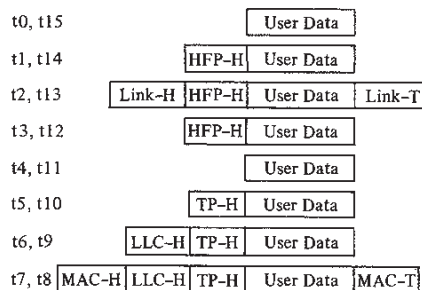 t0, t15 User Data
t1, t14 HFP-H User Data
t2, t13 Link-H HFP-H User Data Link-T
t3, t12 HFP-H User Data
t4, t11 User Data
t5, t10 TP-H User Data
t6, t9 LLC-H TP-H User Data
t7, t8 MAC-H LLC-H TP-H User Data MAC-T